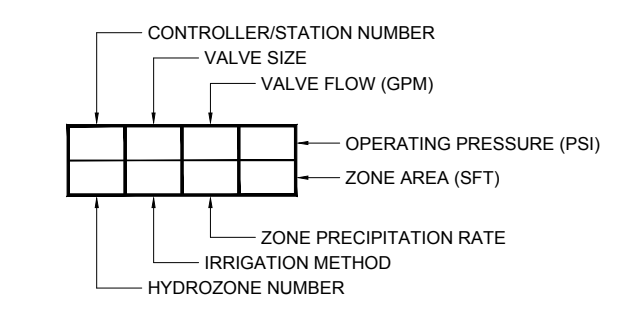 CONTROLLER/STATION NUMBER
VALVE SIZE
VALVE FLOW (GPM)
OPERATING PRESSURE (PSI)
ZONE AREA (SFT)
ZONE PRECIPITATION RATE
IRRIGATION METHOD
HYDROZONE NUMBER